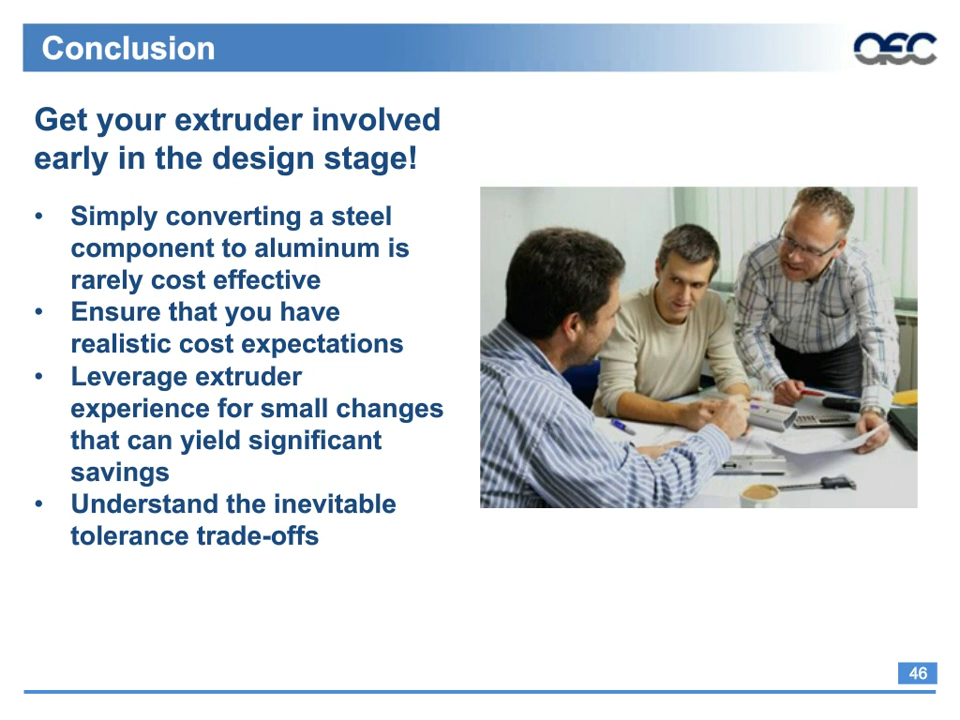 Conclusion
AEC
Get your extruder involved
early in the design stage!
• Simply converting a steel
component to aluminum is
rarely cost effective
• Ensure that you have
realistic cost expectations
• Leverage extruder
experience for small changes
that can yield significant
savings
• Understand the inevitable
tolerance trade-offs
46